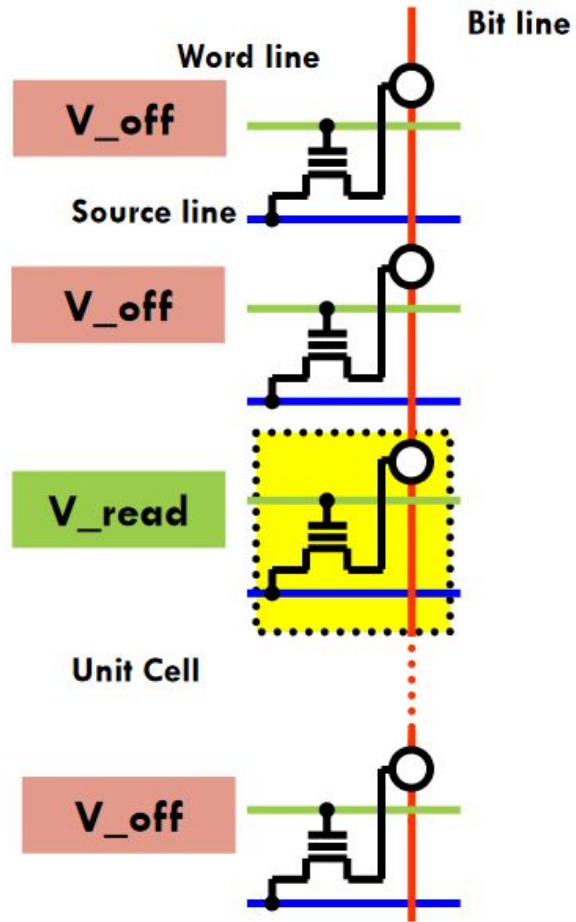 Bit line
Word line
V_off
Source line
V_off
V_read
Unit Cell
V_off